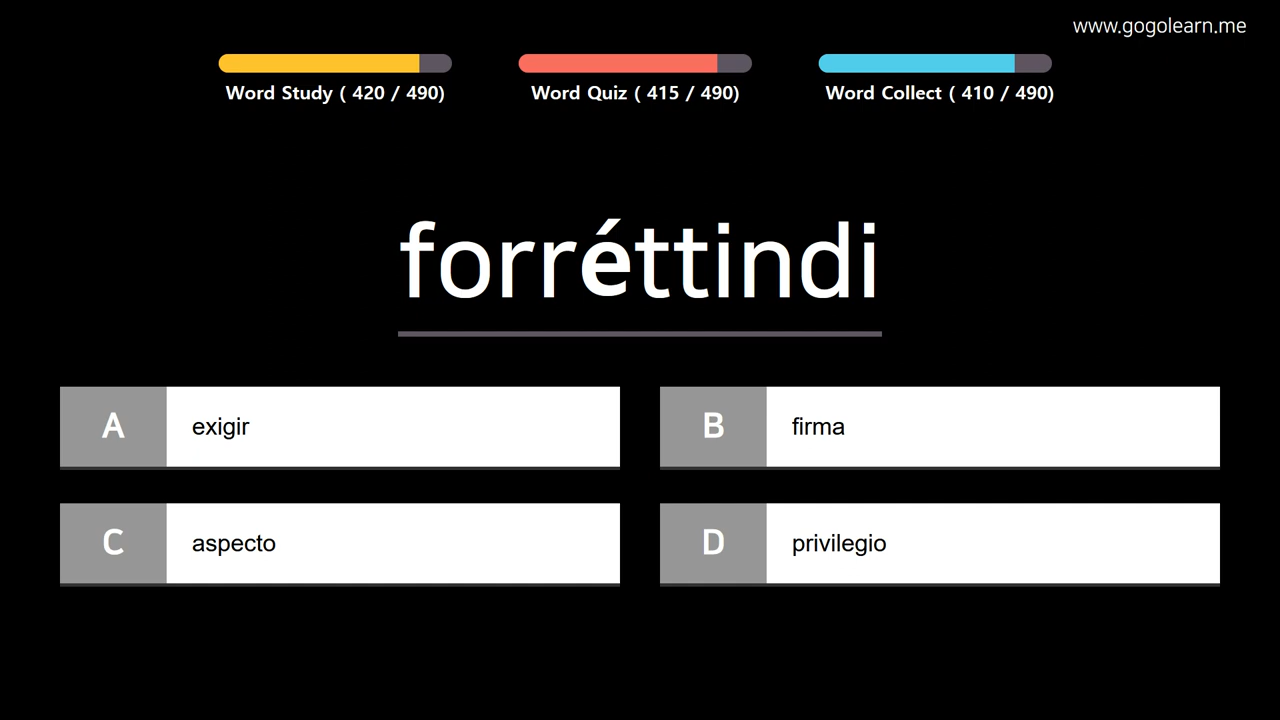 www.gogolearn.me
Word Study ( 420 / 490)
Word Quiz ( 415 / 490)
Word Collect ( 410 / 490)
forréttindi
A exigir
B firma
C aspecto
D privilegio